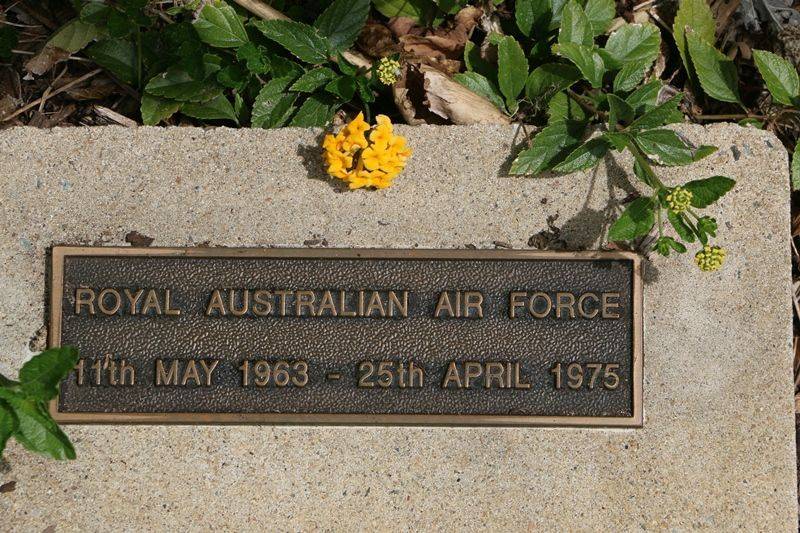 ROYAL AUSTRALIAN AIR FORCE
11th MAY 1963 - 25th APRIL 1975